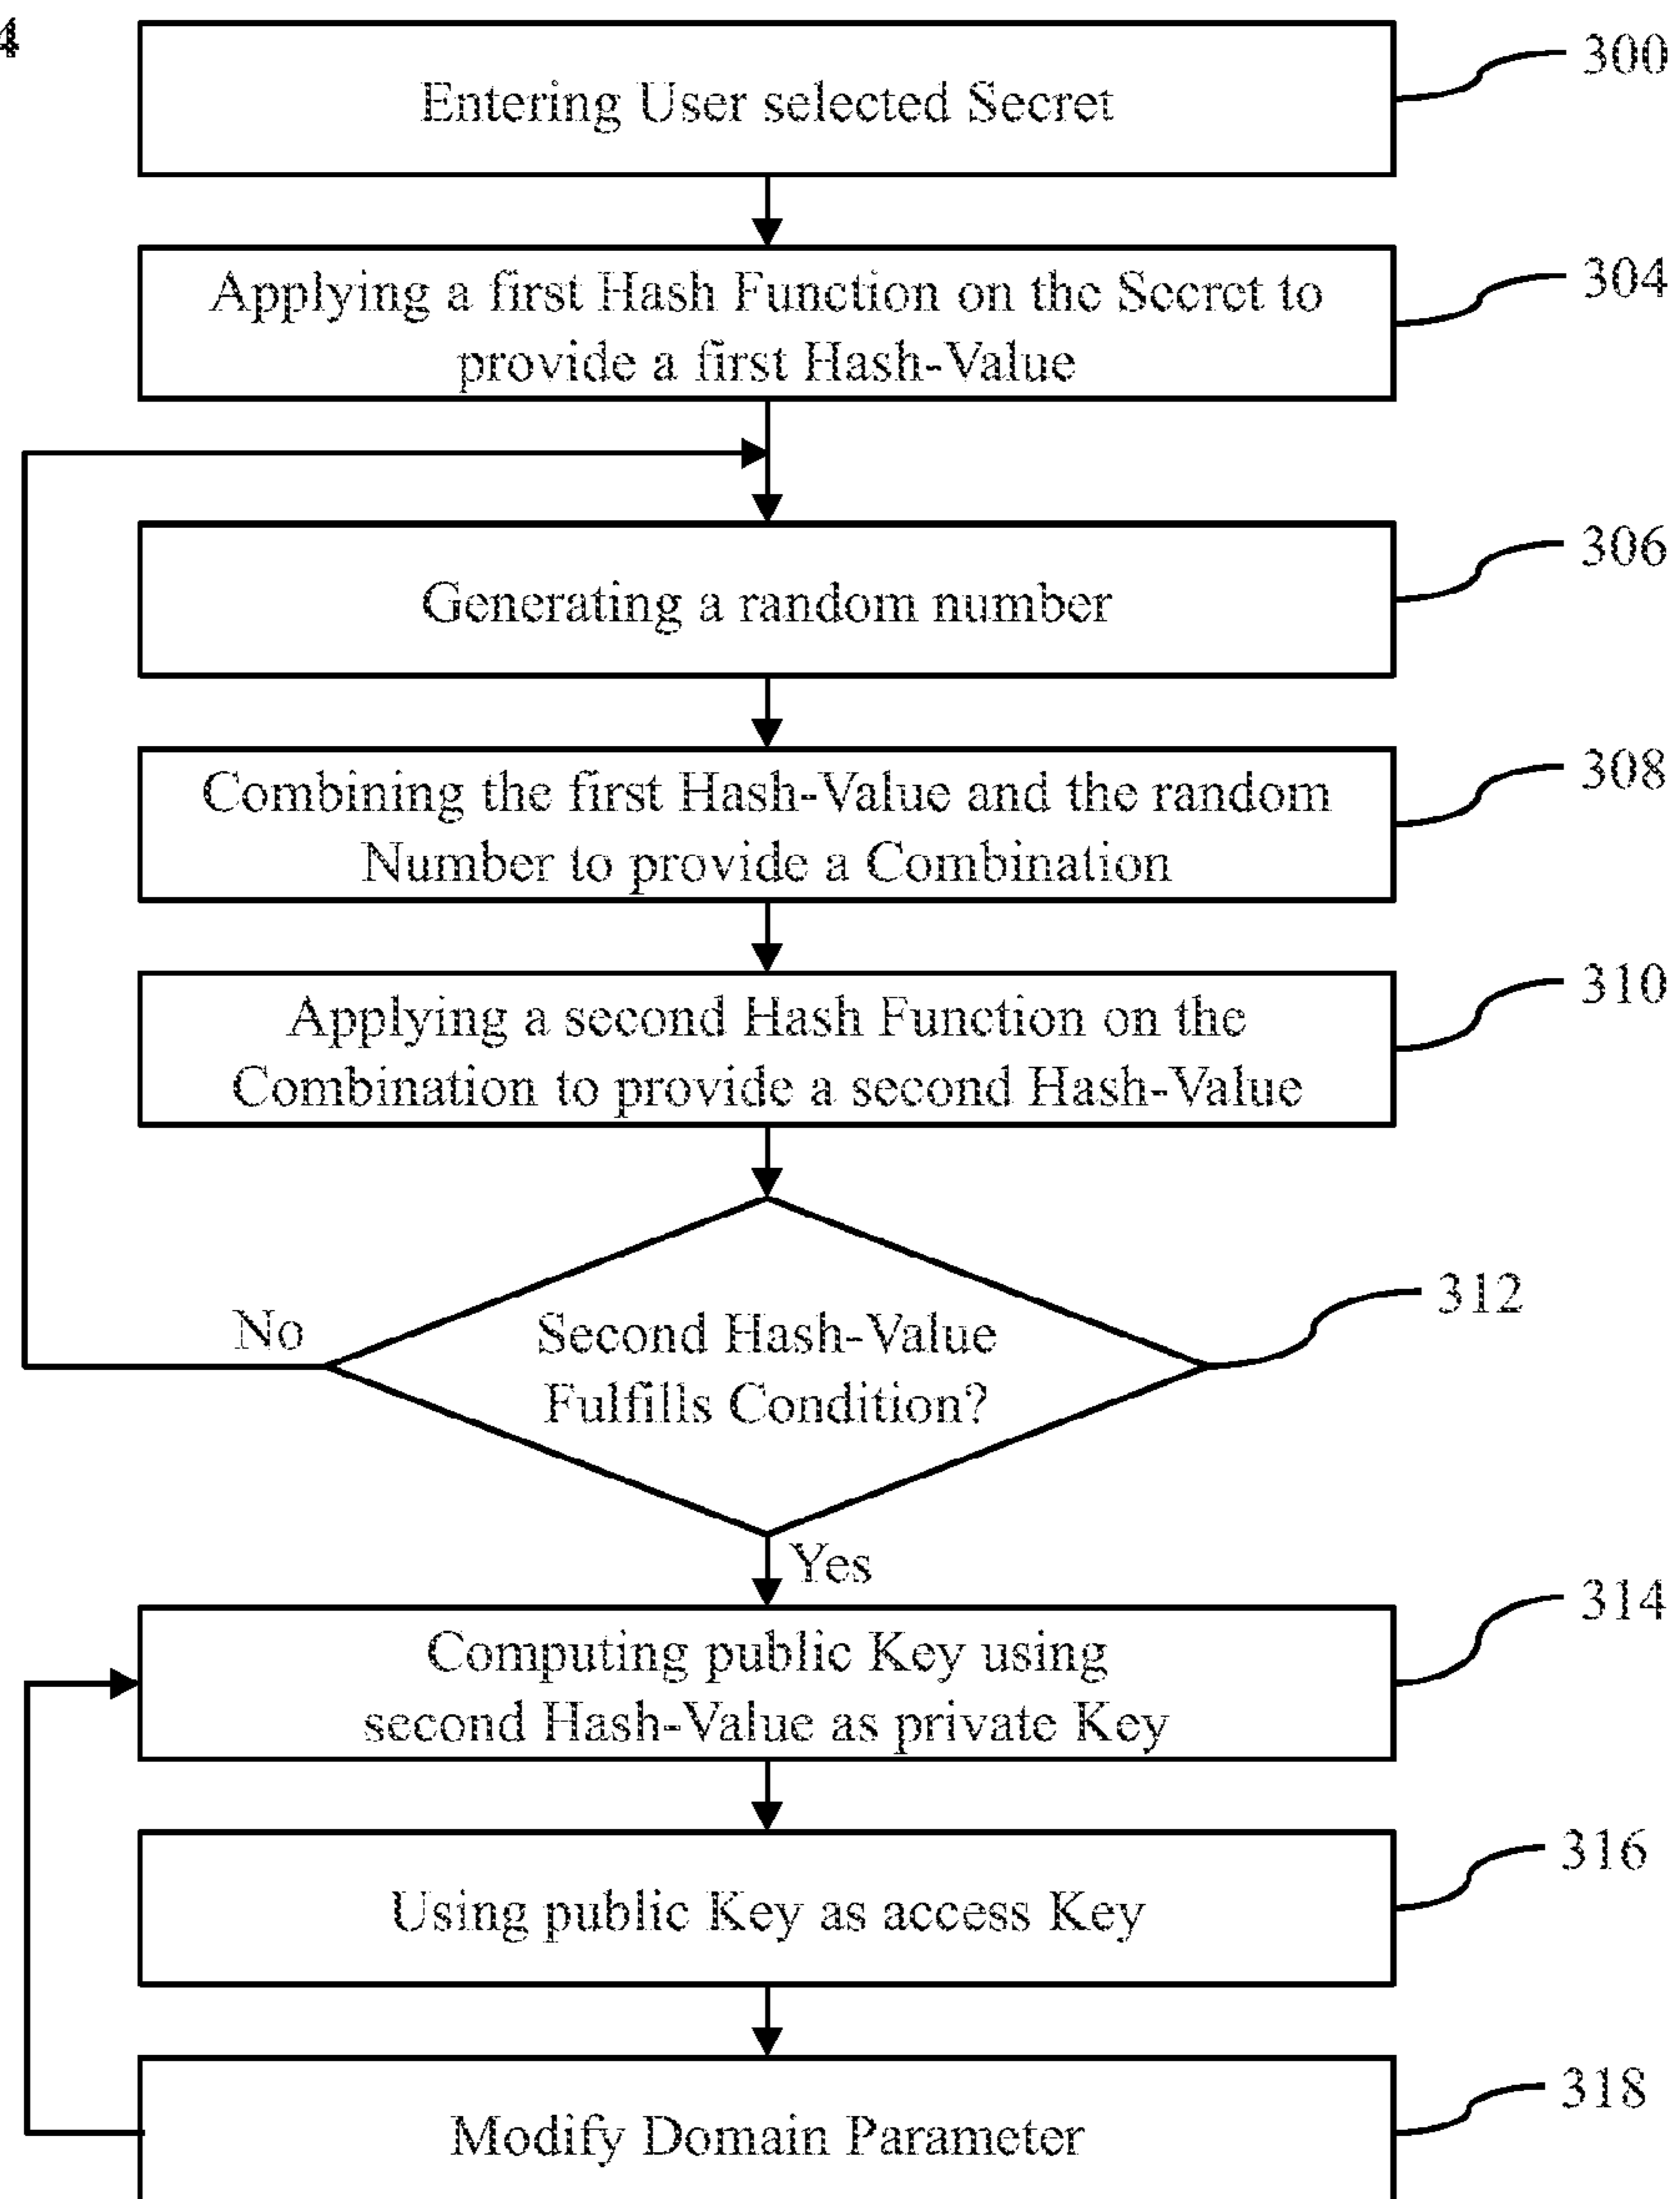 4
Entering User selected Secret
300
Applying a first Hash Function on the Secret to
provide a first Hash-Value
304
Generating a random number
306
Combining the first Hash-Value and the random
Number to provide a Combination
308
Applying a second Hash Function on the
Combination to provide a second Hash-Value
310
No
Second Hash-Value
Fulfills Condition?
312
Yes
Computing public Key using
second Hash-Value as private Key
314
Using public Key as access Key
316
Modify Domain Parameter
318